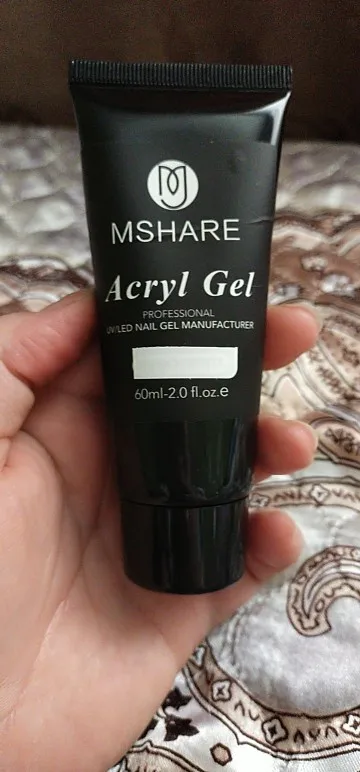 MSHARE
Acryl Gel
PROFESSIONAL
UV/LED NAIL GEL MANUFACTURER
60ml-2.0 fl.oz.e